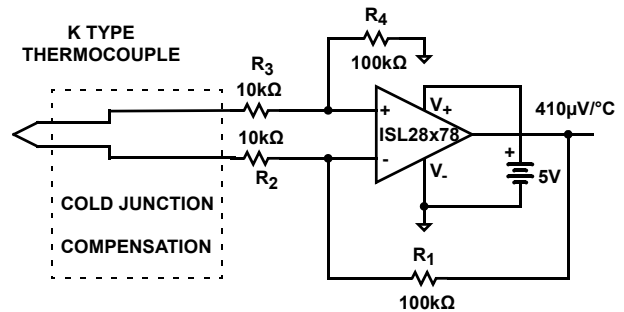 K TYPE
THERMOCOUPLE
R4
100kΩ
R3
10kΩ
10kΩ
R2
+
-
ISL28x78
V+
V-
410µV/°C
+
5V
COLD JUNCTION
COMPENSATION
R1
100kΩ